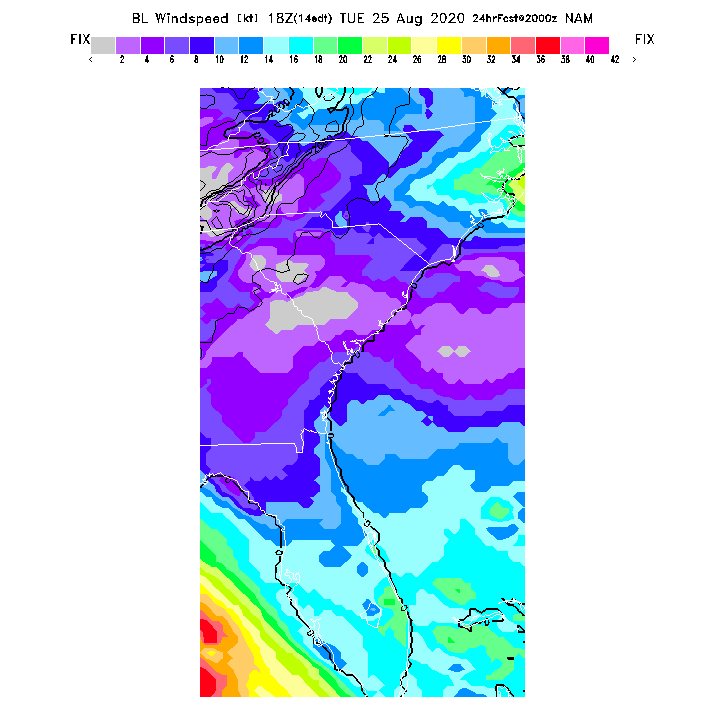 BL Windspeed [kt] 18Z(14edt) TUE 25 Aug 2020 24hrFcst@2000z NAM
FIX FIX
< 2 4 6 8 10 12 14 16 18 20 22 24 26 28 30 32 34 36 38 40 42 >